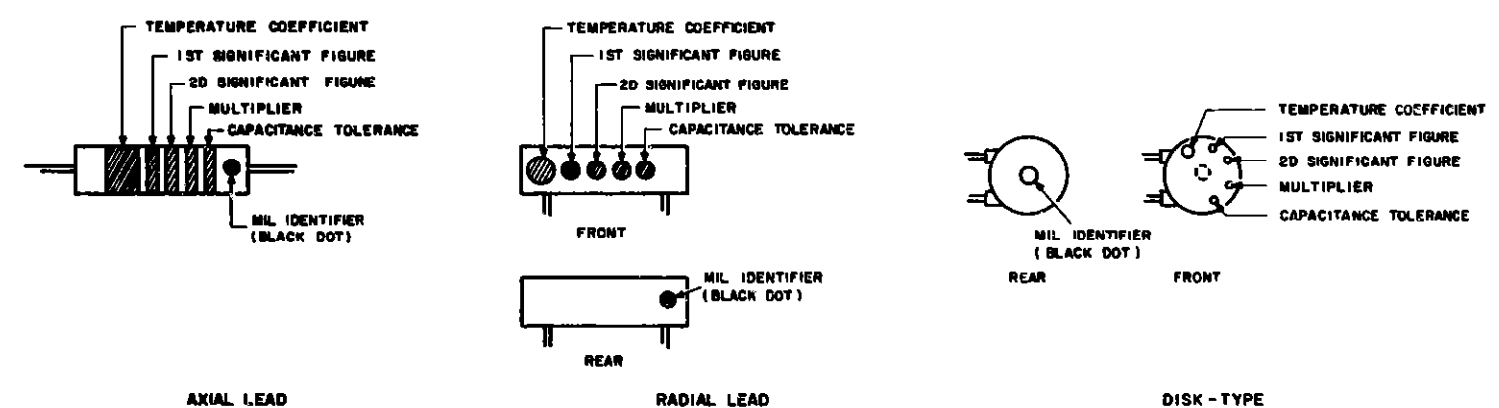 TEMPERATURE COEFFICIENT
1ST SIGNIFICANT FIGURE
2D SIGNIFICANT FIGURE
MULTIPLIER
CAPACITANCE TOLERANCE
MIL IDENTIFIER
(BLACK DOT)
AXIAL LEAD
TEMPERATURE COEFFICIENT
1ST SIGNIFICANT FIGURE
2D SIGNIFICANT FIGURE
MULTIPLIER
CAPACITANCE TOLERANCE
FRONT
MIL IDENTIFIER
(BLACK DOT)
REAR
RADIAL LEAD
MIL IDENTIFIER
(BLACK DOT)
REAR
TEMPERATURE COEFFICIENT
1ST SIGNIFICANT FIGURE
2D SIGNIFICANT FIGURE
MULTIPLIER
CAPACITANCE TOLERANCE
FRONT
DISK-TYPE